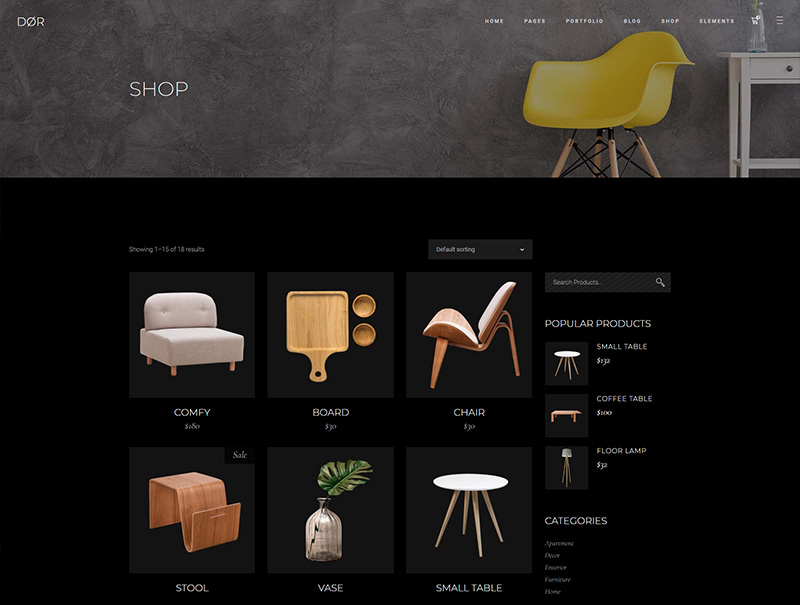 DØR
HOME PAGES PORTFOLIO BLOG SHOP ELEMENTS
SHOP
Showing 1–15 of 18 results
Default sorting
Search Products...
COMFY
$180
BOARD
$30
CHAIR
$30
Sale
STOOL
VASE
SMALL TABLE
POPULAR PRODUCTS
SMALL TABLE
$132
COFFEE TABLE
$100
FLOOR LAMP
$32
CATEGORIES
Decor
Exterior
Furniture
Home